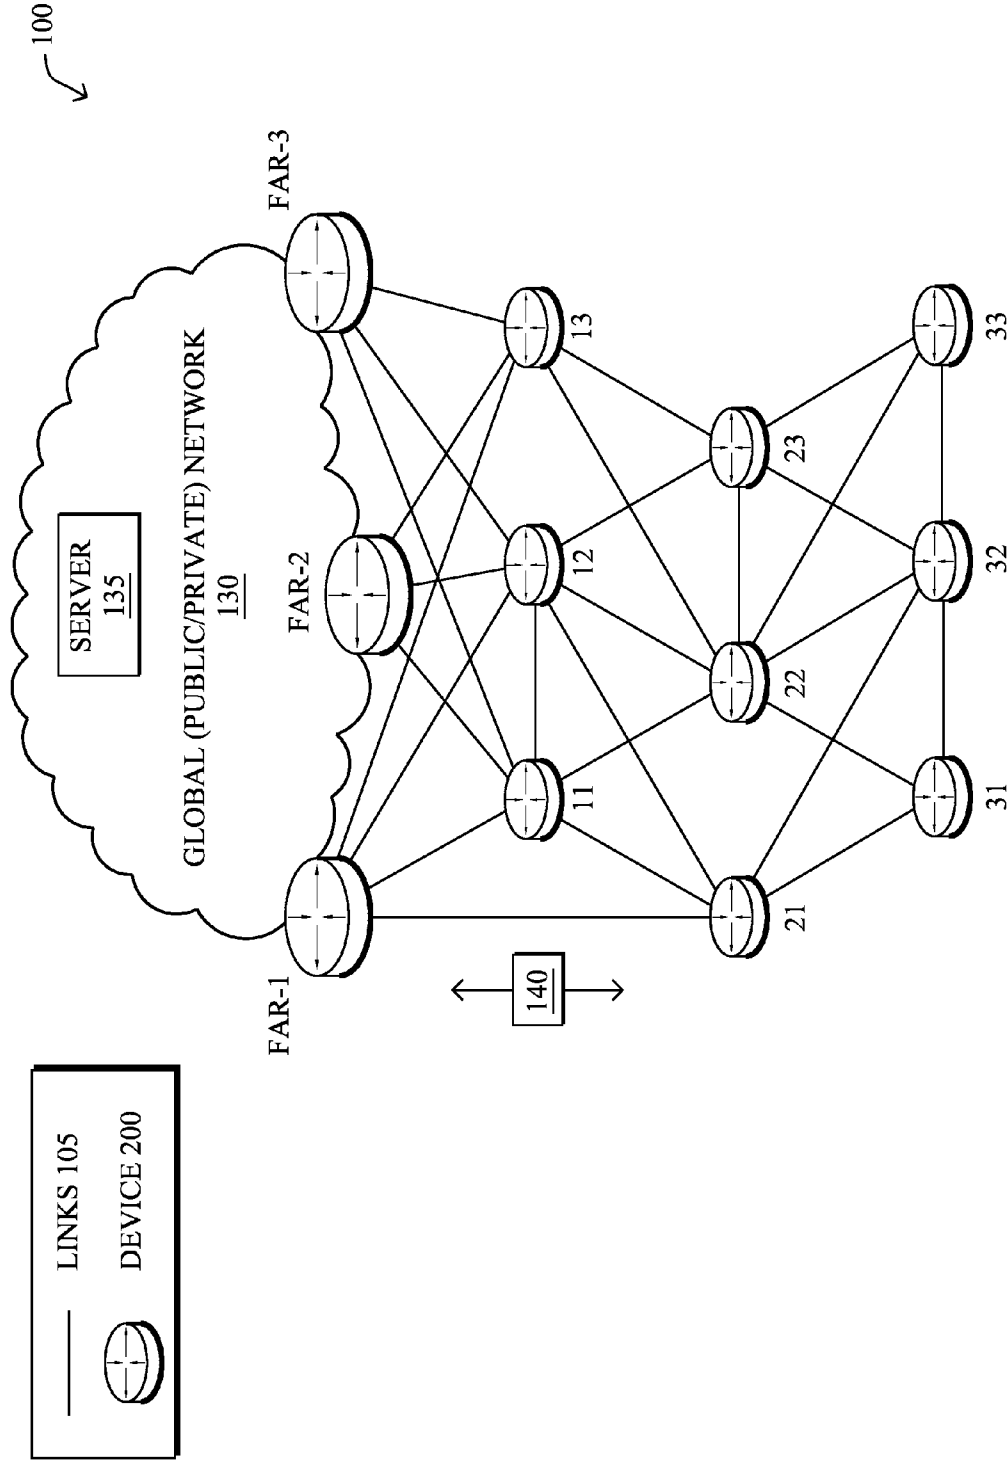 100
SERVER
135
GLOBAL (PUBLIC/PRIVATE) NETWORK
130
FAR-1
FAR-2
FAR-3
140
11
12
13
21
22
23
31
32
33
LINKS 105
DEVICE 200